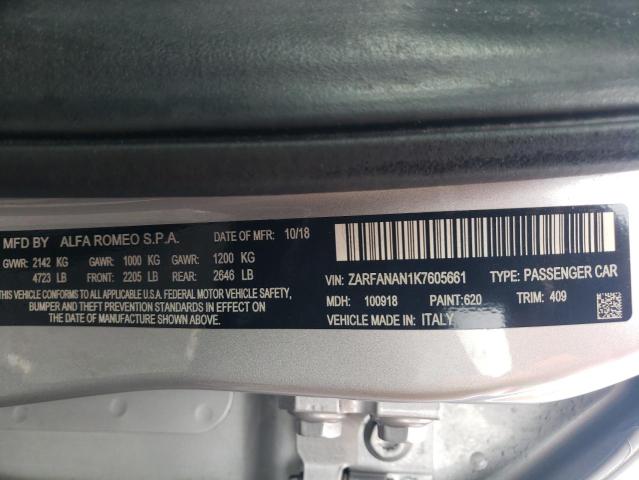 MFD BY ALFA ROMEO S.P.A. DATE OF MFR: 10/18
GVWR: 2142 KG GAWR: 1000 KG GAWR: 1200 KG
4723 LB FRONT: 2205 LB REAR: 2646 LB
THIS VEHICLE CONFORMS TO ALL APPLICABLE U.S.A. FEDERAL MOTOR VEHICLE SAFETY,
BUMPER AND THEFT PREVENTION STANDARDS IN EFFECT ON
THE DATE OF MANUFACTURE SHOWN ABOVE.
VIN: ZARFANAN1K7605661 TYPE: PASSENGER CAR
MDH: 100918 PAINT:620 TRIM: 409
VEHICLE MADE IN: ITALY